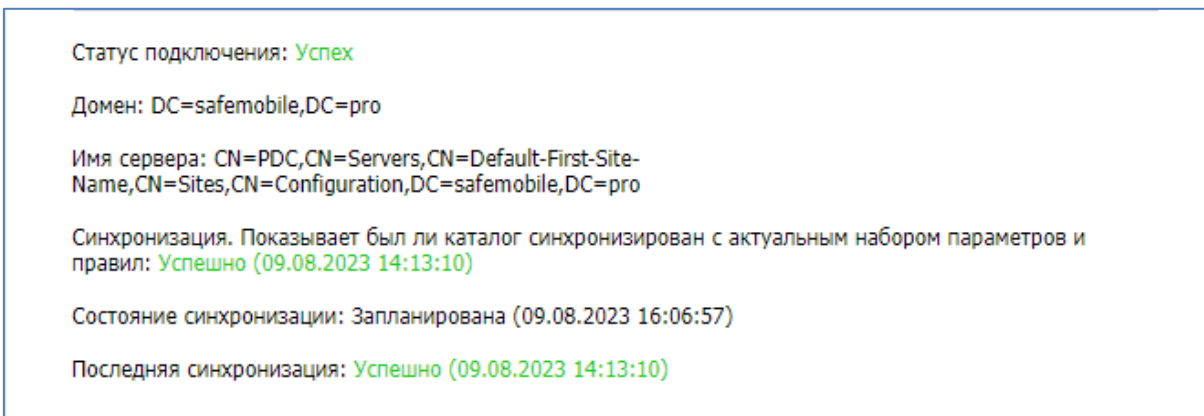 Статус подключения: Успех
Домен: DC=safemobile,DC=pro
Имя сервера: CN=PDC,CN=Servers,CN=Default-First-Site-
Name,CN=Sites,CN=Configuration,DC=safemobile,DC=pro
Синхронизация. Показывает был ли каталог синхронизирован с актуальным набором параметров и
правил: Успешно (09.08.2023 14:13:10)
Состояние синхронизации: Запланирована (09.08.2023 16:06:57)
Последняя синхронизация: Успешно (09.08.2023 14:13:10)